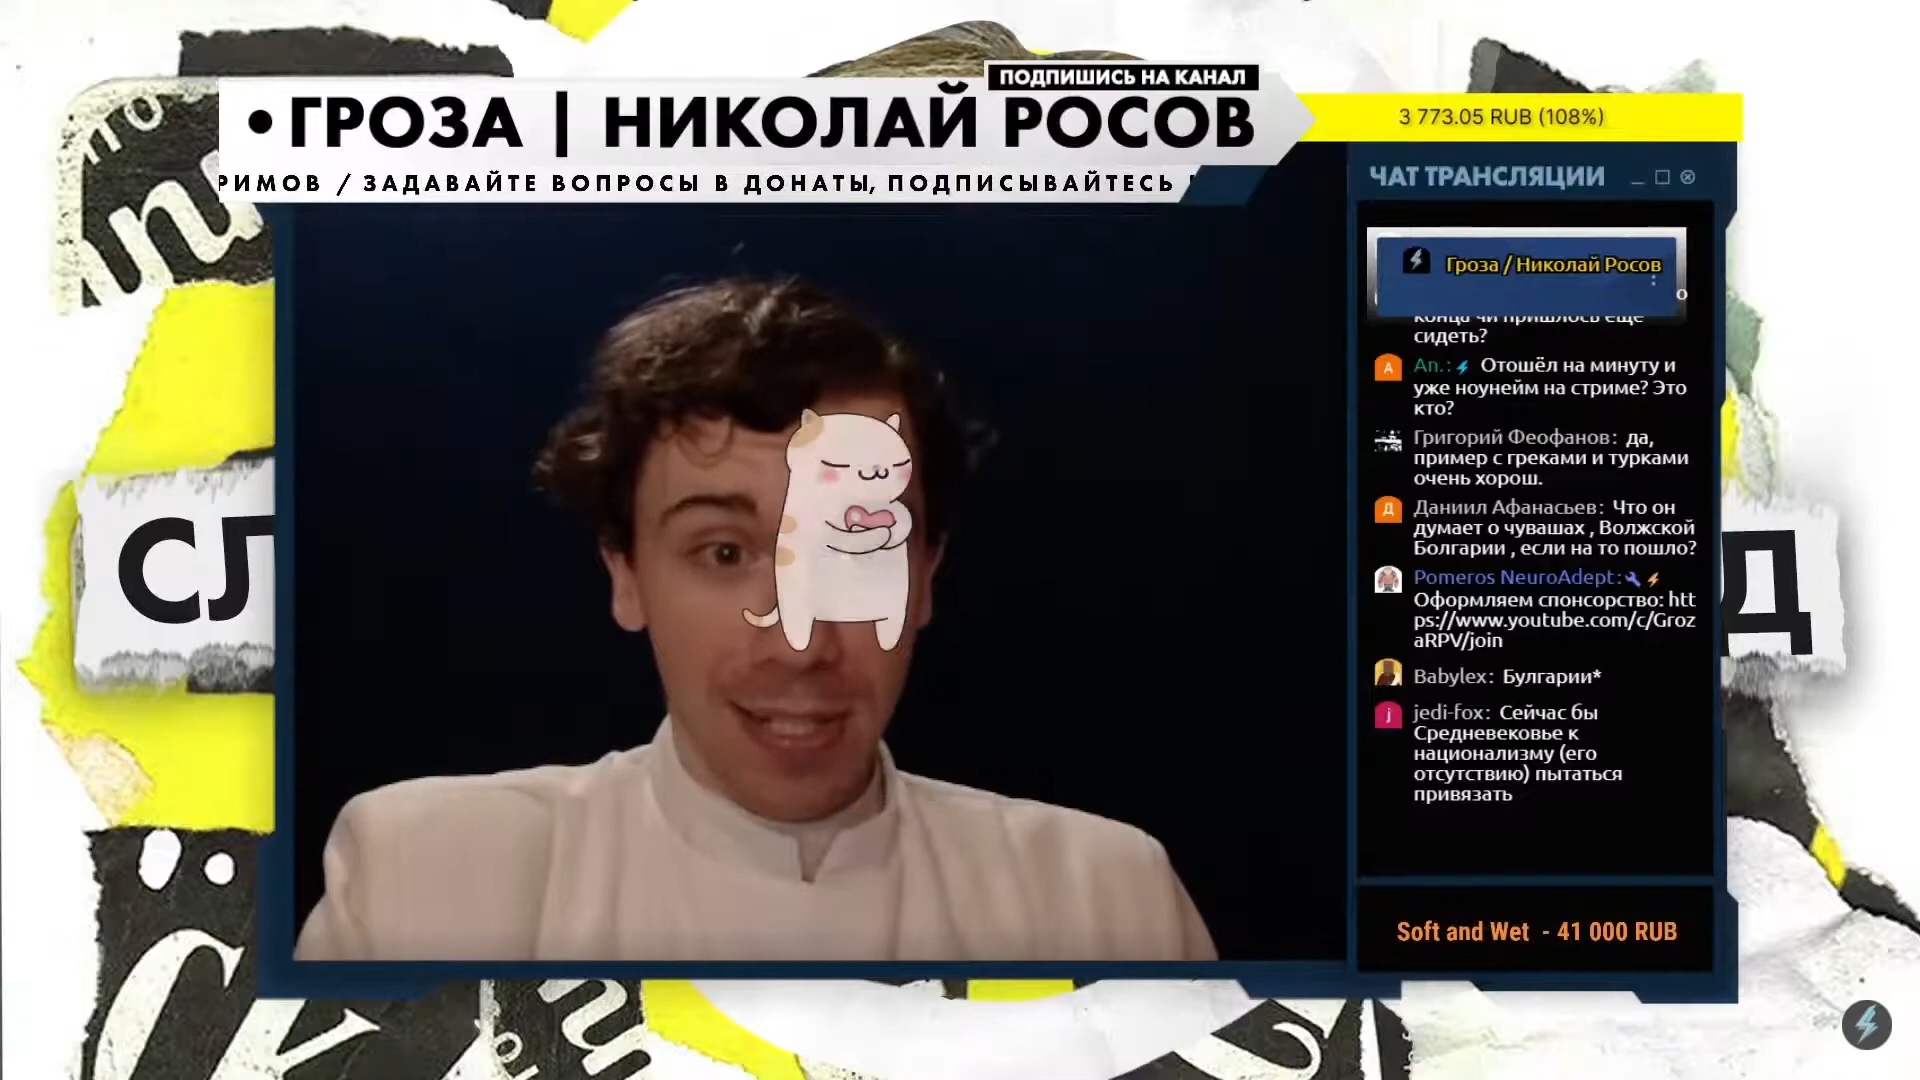 ПОДПИШИСЬ НА КАНАЛ
• ГРОЗА | НИКОЛАЙ РОСОВ
РИМОВ / ЗАДАВАЙТЕ ВОПРОСЫ В ДОНАТЫ, ПОДПИСЫВАЙТЕСЬ
3 773.05 RUB (108%)
ЧАТ ТРАНСЛЯЦИИ
Гроза / Николай Росов
сидеть?
An.: Отошёл на минуту и
уже ноунейм на стриме? Это
кто?
Григорий Феофанов: да,
пример с греками и турками
очень хорош.
Даниил Афанасьев: Что он
думает о чувашах , Волжской
Болгарии , если на то пошло?
Pomeros NeuroAdept:
Оформляем спонсорство: htt
ps://www.youtube.com/c/Groz
aRPV/join
Babylex: Булгарии*
jedi-fox: Сейчас бы
Средневековье к
национализму (его
отсутствию) пытаться
привязать
Soft and Wet - 41 000 RUB
СЛ
Д